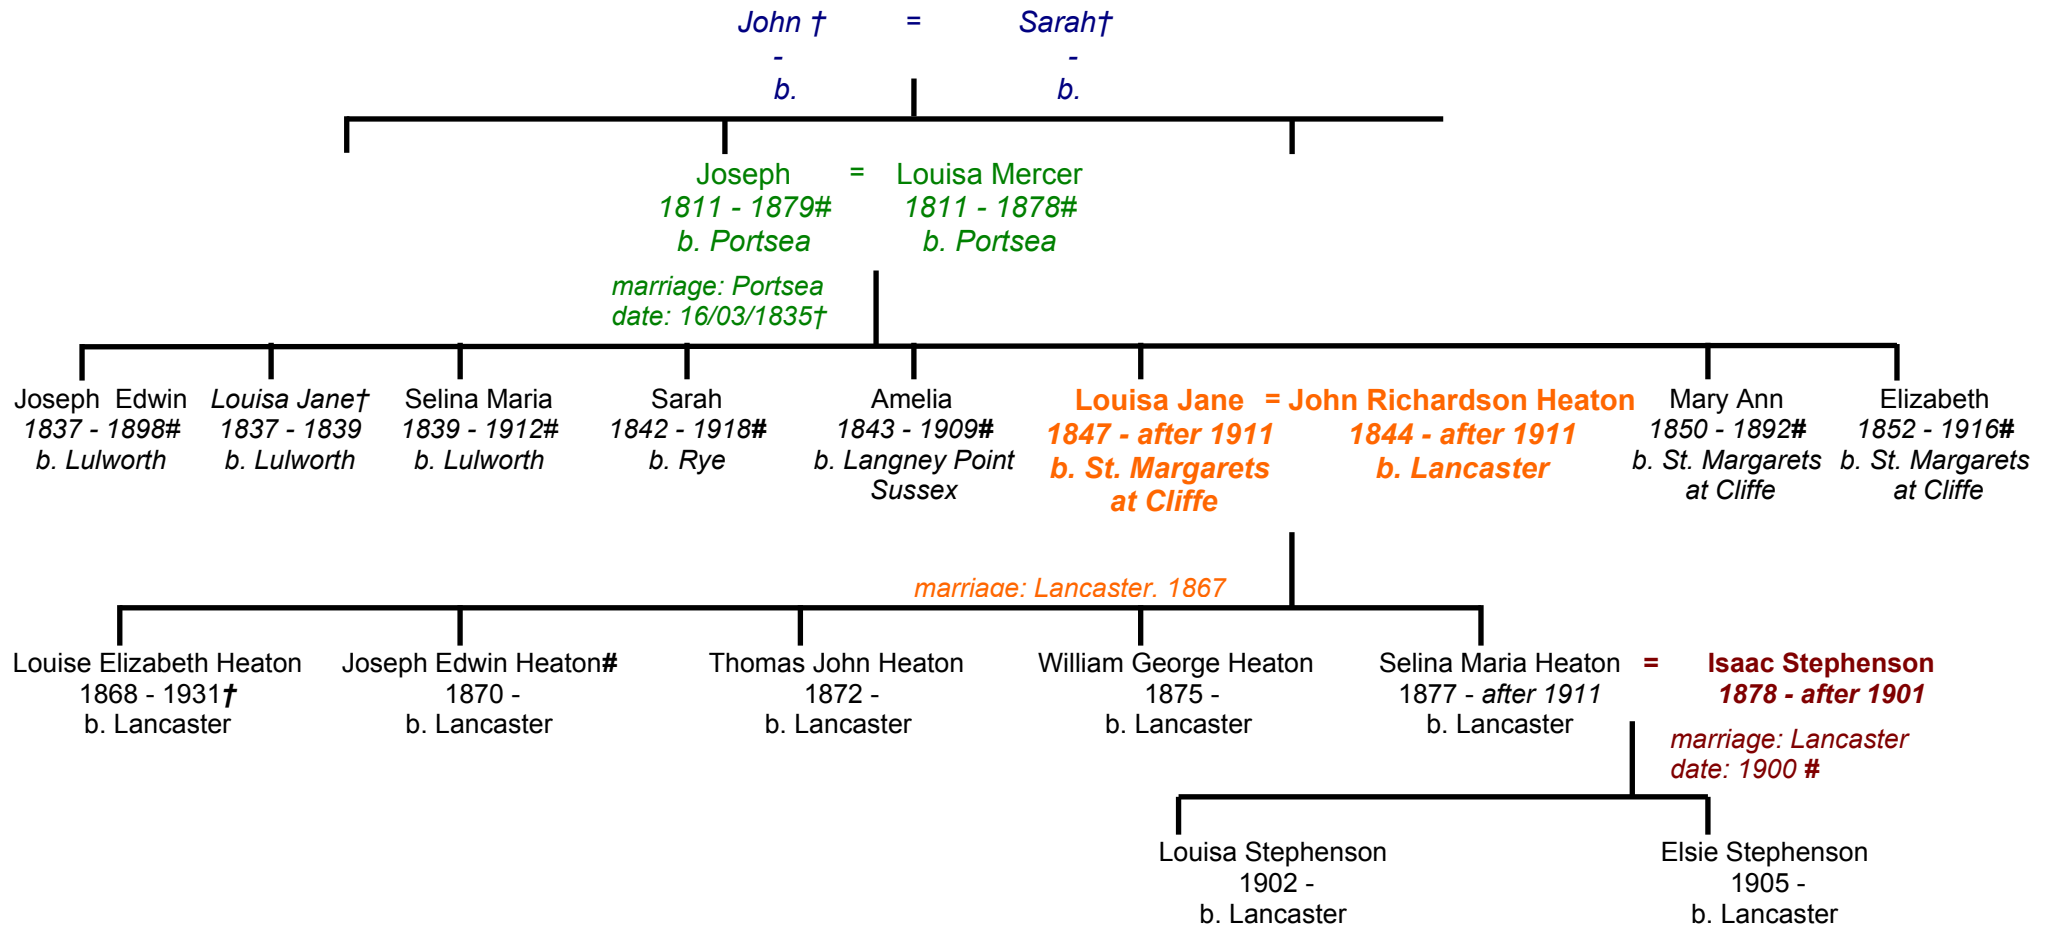 John † = Sarah†
- -
b. b.
Joseph = Louisa Mercer
1811 - 1879# 1811 - 1878#
b. Portsea b. Portsea
marriage: Portsea
date: 16/03/1835†
Joseph Edwin Louisa Jane† Selina Maria Sarah Amelia Louisa Jane = John Richardson Heaton Mary Ann Elizabeth
1837 - 1898# 1837 - 1839 1839 - 1912# 1842 - 1918# 1843 - 1909# 1847 - after 1911 1844 - after 1911 1850 - 1892# 1852 - 1916#
b. Lulworth b. Lulworth b. Lulworth b. Rye b. Langney Point b. St. Margarets b. Lancaster b. St. Margarets b. St. Margarets
Sussex at Cliffe at Cliffe at Cliffe
marriage: Lancaster. 1867
Louise Elizabeth Heaton Joseph Edwin Heaton# Thomas John Heaton William George Heaton Selina Maria Heaton = Isaac Stephenson
1868 - 1931† 1870 - 1872 - 1875 - 1877 - after 1911 1878 - after 1901
b. Lancaster b. Lancaster b. Lancaster b. Lancaster b. Lancaster
marriage: Lancaster
date: 1900 #
Louisa Stephenson Elsie Stephenson
1902 - 1905 -
b. Lancaster b. Lancaster